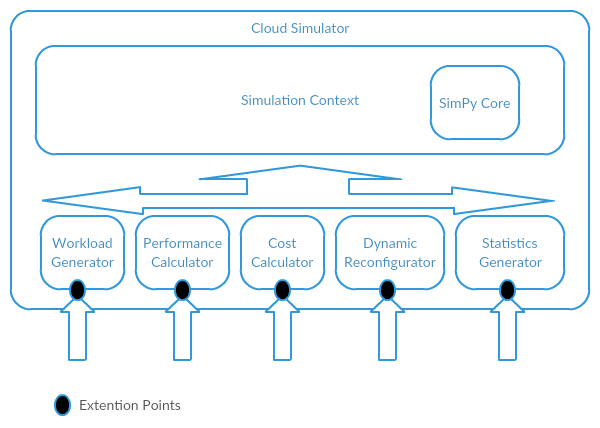 Cloud Simulator
Simulation Context
SimPy Core
Workload
Generator
Performance
Calculator
Cost
Calculator
Dynamic
Reconfigurator
Statistics
Generator
Extention Points